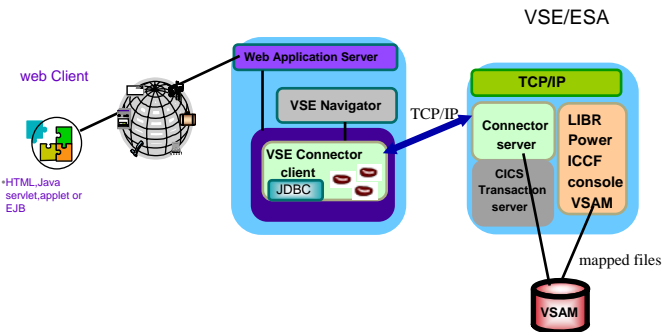 VSE/ESA
web Client
•HTML,Java
servlet,applet or
EJB
Web Application Server
VSE Navigator
VSE Connector
client
JDBC
TCP/IP
TCP/IP
Connector
server
CICS
Transaction
server
LIBR
Power
ICCF
console
VSAM
mapped files
VSAM